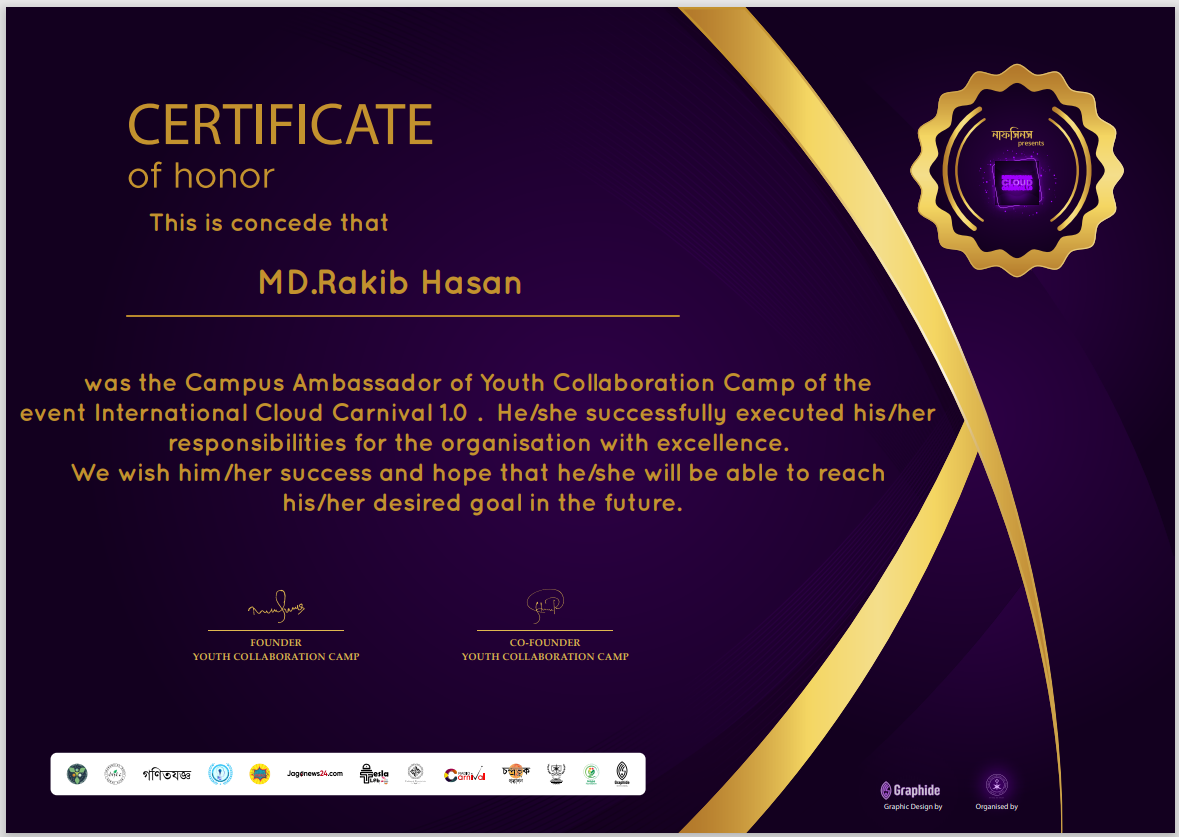 CERTIFICATE
of honor
This is concede that
MD.Rakib Hasan
was the Campus Ambassador of Youth Collaboration Camp of the
event International Cloud Carnival 1.0 . He/she successfully executed his/her
responsibilities for the organisation with excellence.
We wish him/her success and hope that he/she will be able to reach
his/her desired goal in the future.
নাফসিনস
presents
CLOUD
FOUNDER
YOUTH COLLABORATION CAMP
CO-FOUNDER
YOUTH COLLABORATION CAMP
গণিতযজ্ঞ
Jagonews24.com
Tesla
Carnival
Graphide
Graphic Design by
Organised by